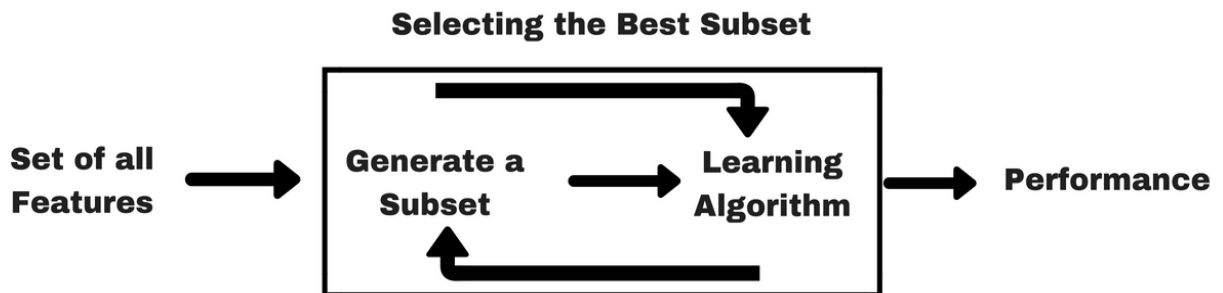 Selecting the Best Subset
Set of all
Features
Generate a
Subset
Learning
Algorithm
Performance